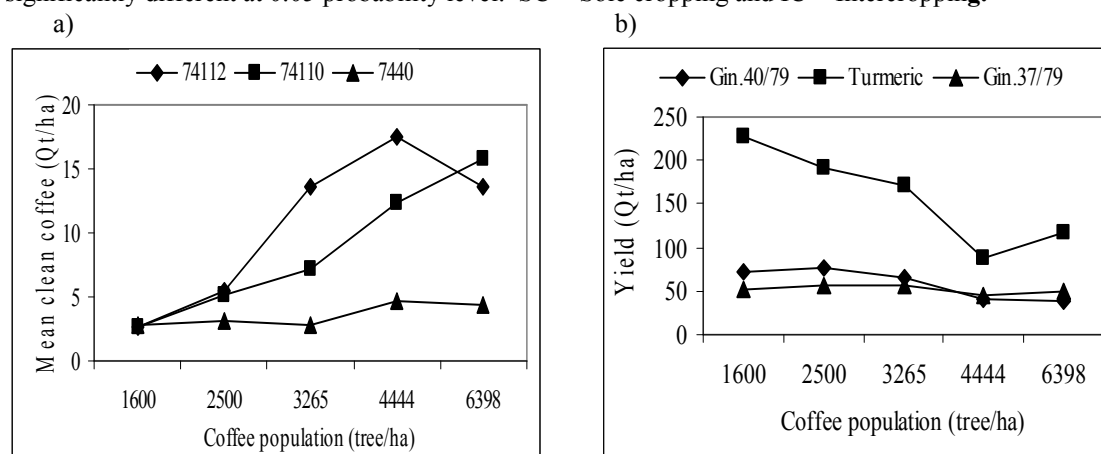 significantly different at 0.05 probability level. SC = Sole cropping and IC = Intercropping.
a)
74112 74110 7440
Mean clean coffee (Qt/ha)
20
15
10
5
0
1600 2500 3265 4444 6398
Coffee population (tree/ha)
b)
Gin.40/79 Turmeric Gin.37/79
Yield (Qt/ha)
250
200
150
100
50
0
1600 2500 3265 4444 6398
Coffee population (tree/ha)